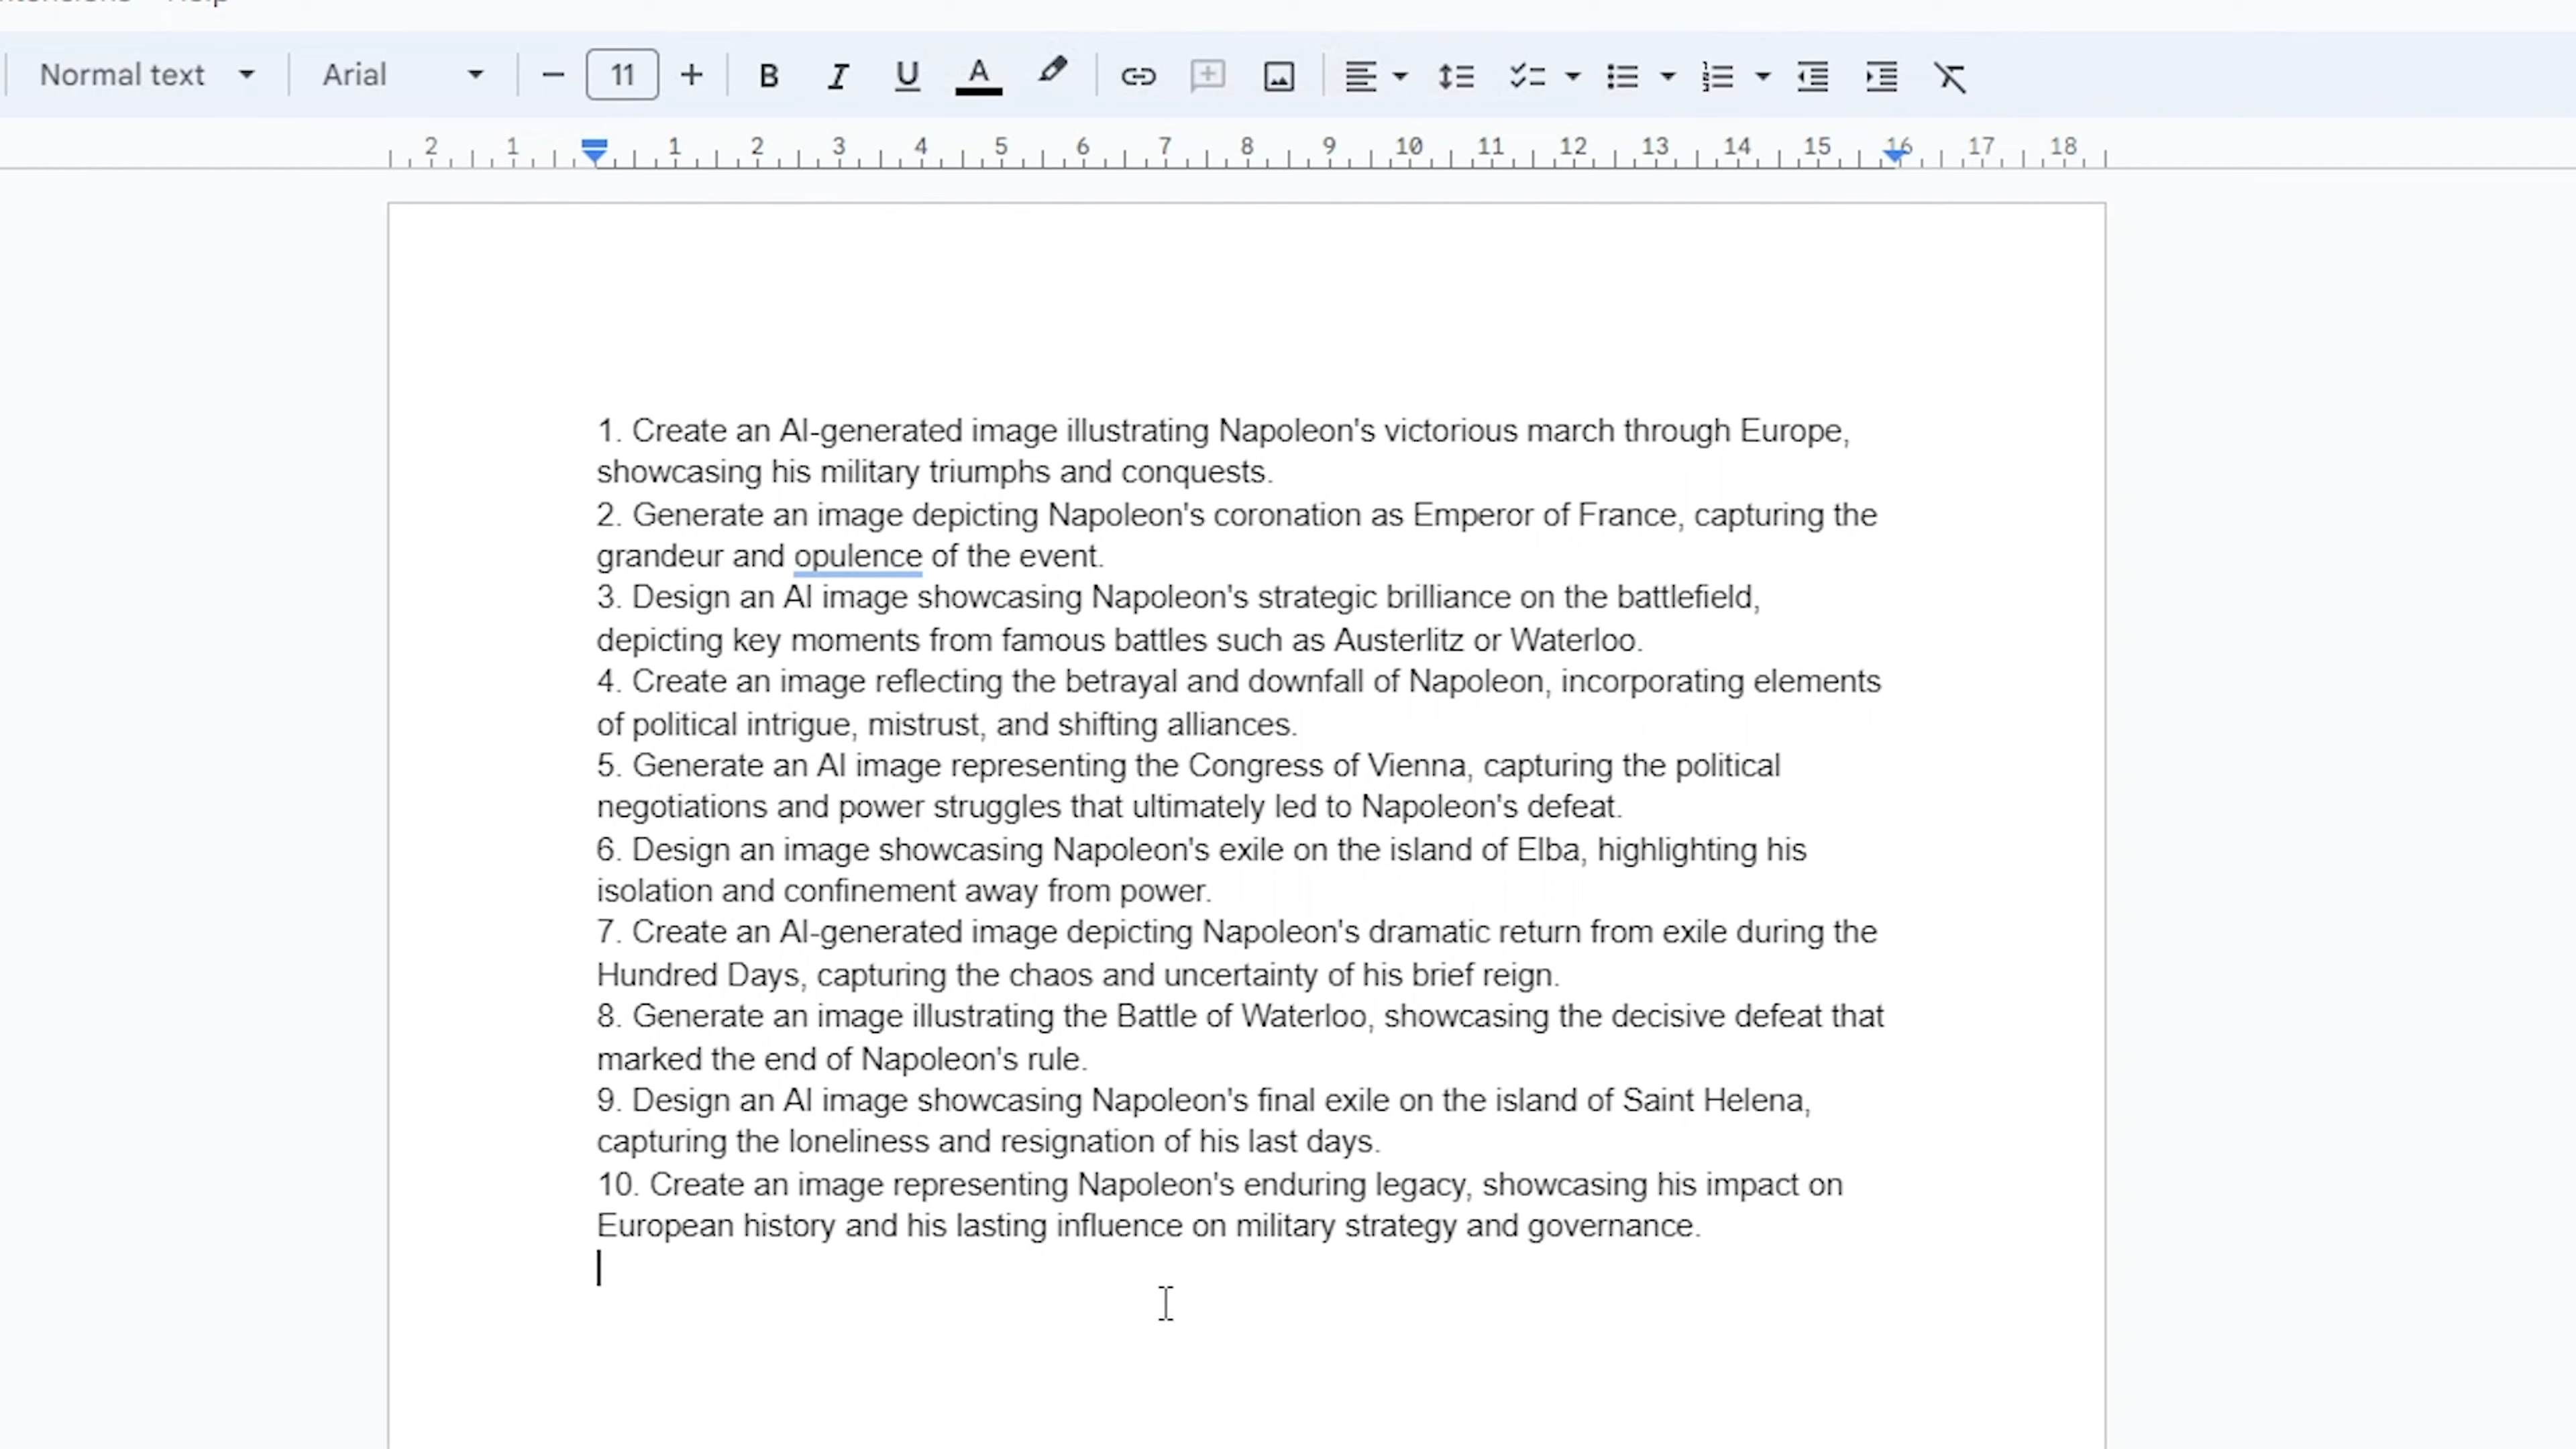 Help
Normal text
Arial
11
B I U A
2 1 1 2 3 4 5 6 7 8 9 10 11 12 13 14 15 16 17 18
1. Create an AI-generated image illustrating Napoleon's victorious march through Europe,
showcasing his military triumphs and conquests.
2. Generate an image depicting Napoleon's coronation as Emperor of France, capturing the
grandeur and opulence of the event.
3. Design an AI image showcasing Napoleon's strategic brilliance on the battlefield,
depicting key moments from famous battles such as Austerlitz or Waterloo.
4. Create an image reflecting the betrayal and downfall of Napoleon, incorporating elements
of political intrigue, mistrust, and shifting alliances.
5. Generate an AI image representing the Congress of Vienna, capturing the political
negotiations and power struggles that ultimately led to Napoleon's defeat.
6. Design an image showcasing Napoleon's exile on the island of Elba, highlighting his
isolation and confinement away from power.
7. Create an AI-generated image depicting Napoleon's dramatic return from exile during the
Hundred Days, capturing the chaos and uncertainty of his brief reign.
8. Generate an image illustrating the Battle of Waterloo, showcasing the decisive defeat that
marked the end of Napoleon's rule.
9. Design an AI image showcasing Napoleon's final exile on the island of Saint Helena,
capturing the loneliness and resignation of his last days.
10. Create an image representing Napoleon's enduring legacy, showcasing his impact on
European history and his lasting influence on military strategy and governance.